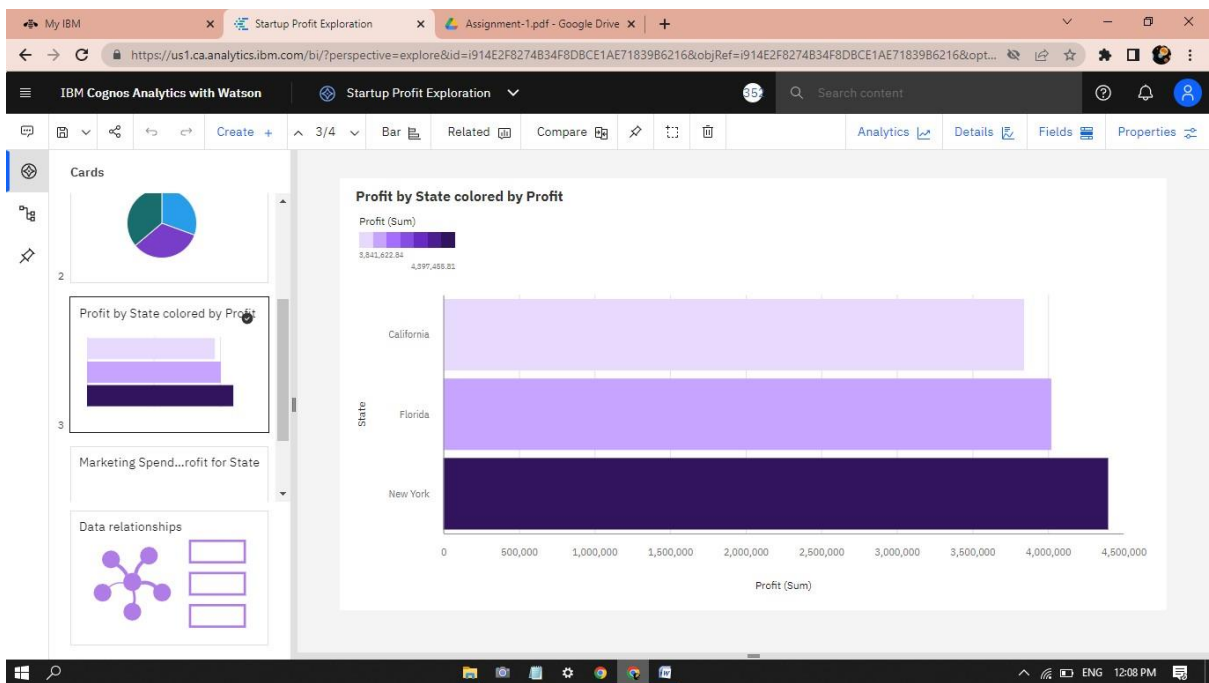 My IBM
Startup Profit Exploration
Assignment-1.pdf - Google Drive
https://us1.ca.analytics.ibm.com/bi/?perspective=explore&id=i914E2F8274B34F8DBCE1AE71839B6216&objRef=i914E2F8274B34F8DBCE1AE71839B6216&opt...
IBM Cognos Analytics with Watson
Startup Profit Exploration
Search content
Create +
3/4
Bar
Related
Compare
Analytics
Details
Fields
Properties
Cards
2
Profit by State colored by Profit
3
Marketing Spend...rofit for State
Data relationships
Profit by State colored by Profit
Profit (Sum)
3,841,622.84
State
California
Florida
New York
0 500,000 1,000,000 1,500,000 2,000,000 2,500,000 3,000,000 3,500,000 4,000,000 4,500,000
Profit (Sum)
ENG 12:08 PM